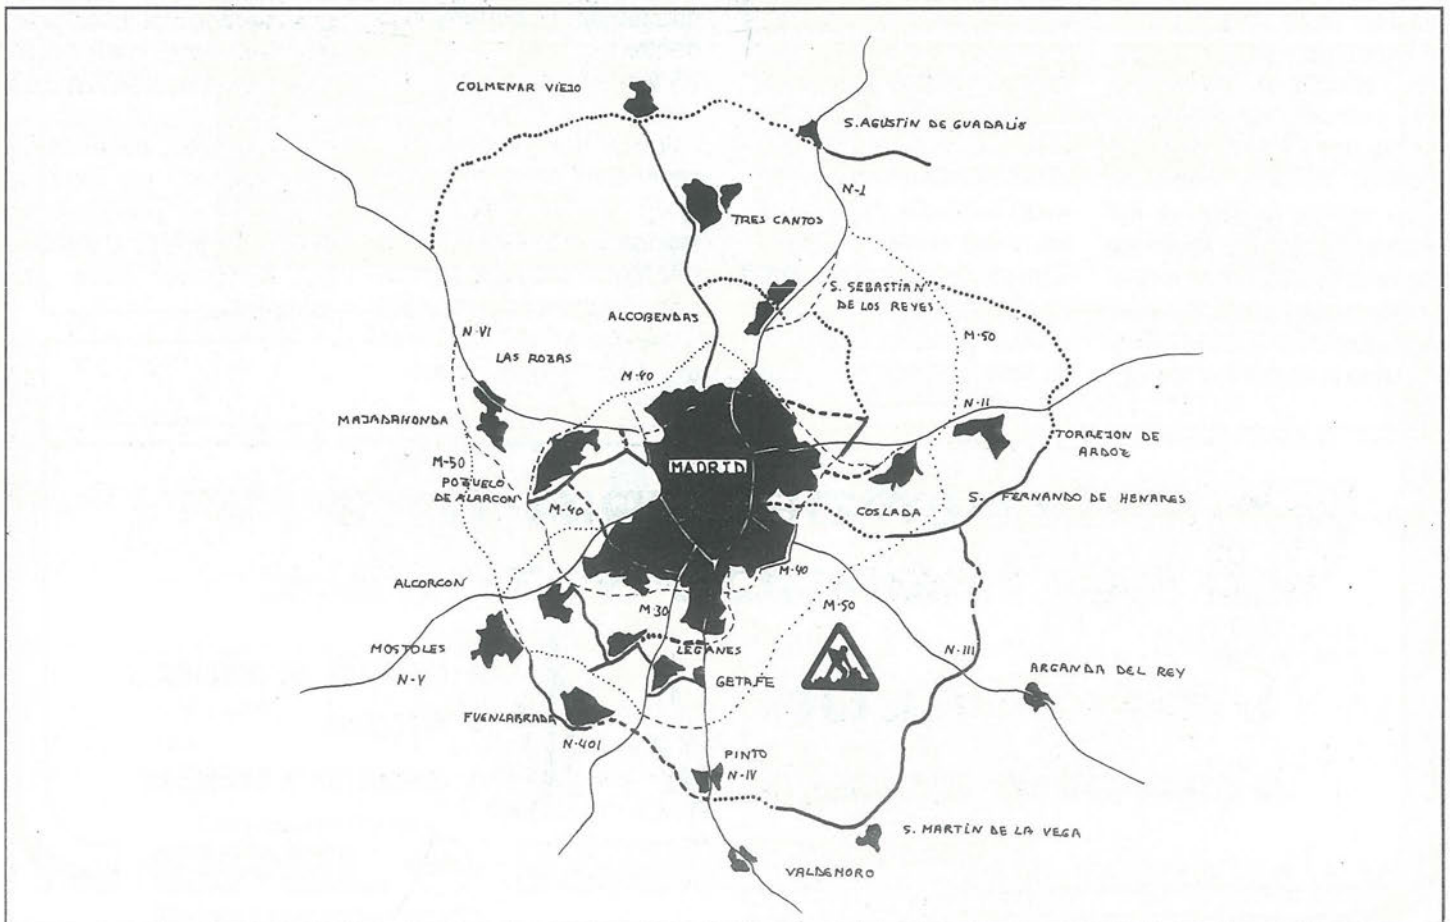 COLMENAR VIEJO
S. AGUSTIN DE GUADALIX
N-I
TRES CANTOS
S. SEBASTIAN
DE LOS REYES
ALCOBENDAS
N-VI
M-50
LAS ROZAS
M-40
N-II
MAJADAHONDA
TORREJON DE
ARDOZ
M-50
MADRID
POZUELO
DE ALARCON
S. FERNANDO DE HENARES
M-40
COSLADA
M-40
ALCORCON
M-30
M-50
MOSTOLES
LEGANES
N-III
ARGANDA DEL REY
N-V
GETAFE
FUENLABRADA
N-401
PINTO
N-IV
S. MARTIN DE LA VEGA
VALDEMORO